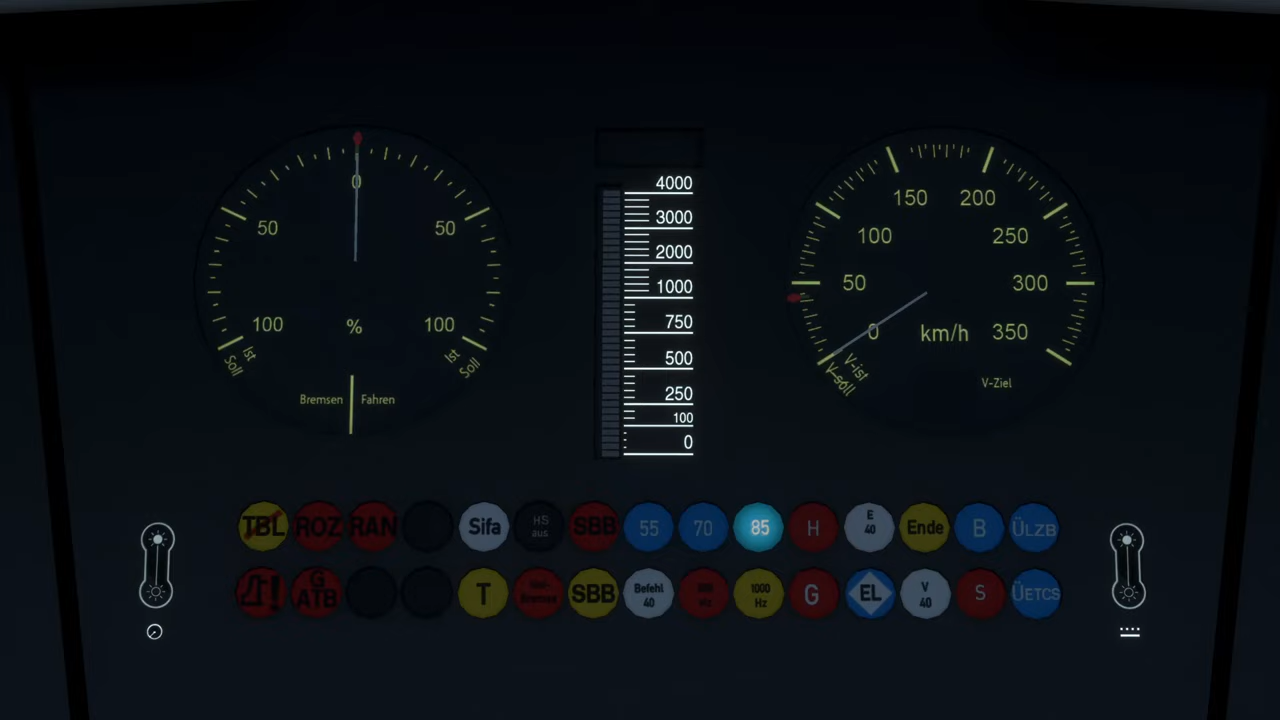 0
50
50
100
%
100
Ist
Soll
Ist
Soll
Bremsen
Fahren
4000
3000
2000
1000
750
500
250
100
0
150
200
100
250
50
300
0
km/h
350
V-ist
V-soll
V-Ziel
TBL
ROZ
RAN
Sifa
HS
aus
SBB
55
70
85
H
E
40
Ende
B
ÜLZB
G
ATB
T
SBB
Befehl
40
Hz
1000
Hz
G
EL
V
40
S
ÜETCS